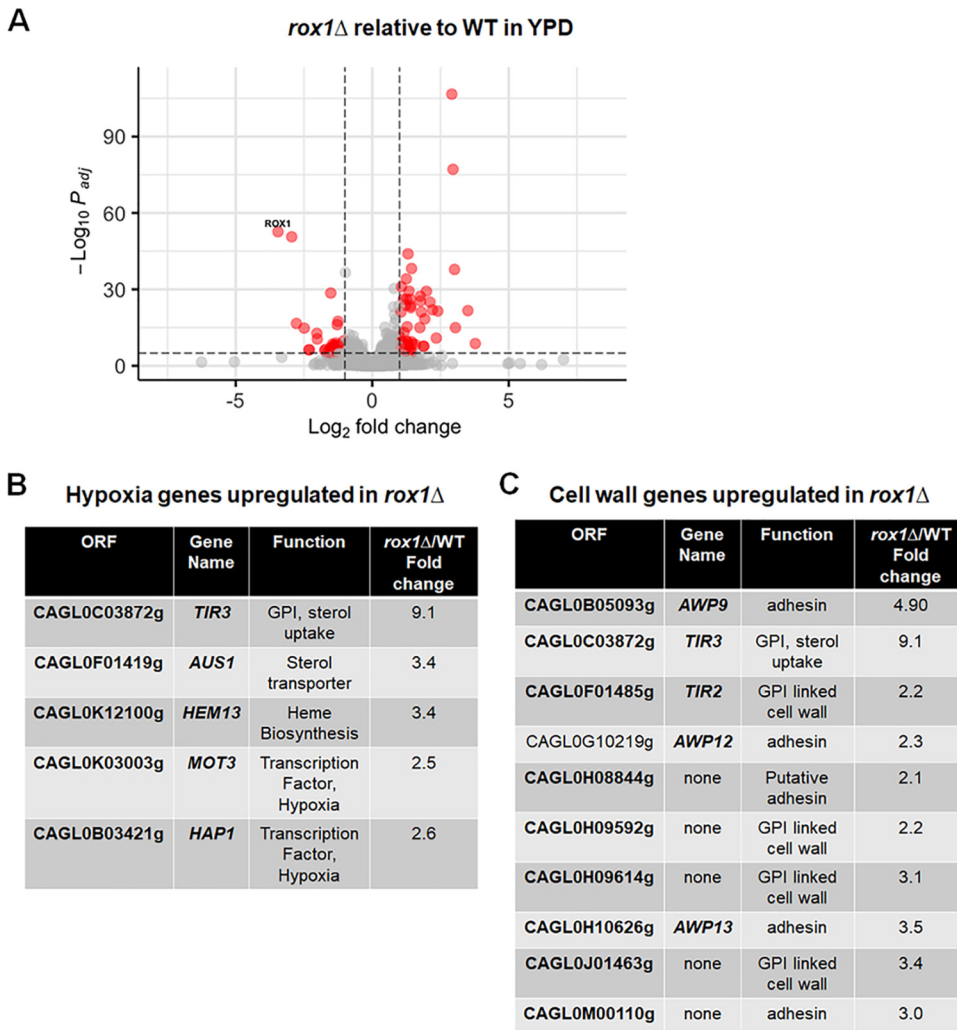 A
rox1Δ relative to WT in YPD
−Log10 Padj
90
60
30
0
ROX1
-5
0
5
Log2 fold change
B
Hypoxia genes upregulated in rox1Δ
ORF Gene Name Function rox1Δ/WT Fold change
CAGL0C03872g TIR3 GPI, sterol uptake 9.1
CAGL0F01419g AUS1 Sterol transporter 3.4
CAGL0K12100g HEM13 Heme Biosynthesis 3.4
CAGL0K03003g MOT3 Transcription Factor, Hypoxia 2.5
CAGL0B03421g HAP1 Transcription Factor, Hypoxia 2.6
C
Cell wall genes upregulated in rox1Δ
ORF Gene Name Function rox1Δ/WT Fold change
CAGL0B05093g AWP9 adhesin 4.90
CAGL0C03872g TIR3 GPI, sterol uptake 9.1
CAGL0F01485g TIR2 GPI linked cell wall 2.2
CAGL0G10219g AWP12 adhesin 2.3
CAGL0H08844g none Putative adhesin 2.1
CAGL0H09592g none GPI linked cell wall 2.2
CAGL0H09614g none GPI linked cell wall 3.1
CAGL0H10626g AWP13 adhesin 3.5
CAGL0J01463g none GPI linked cell wall 3.4
CAGL0M00110g none adhesin 3.0